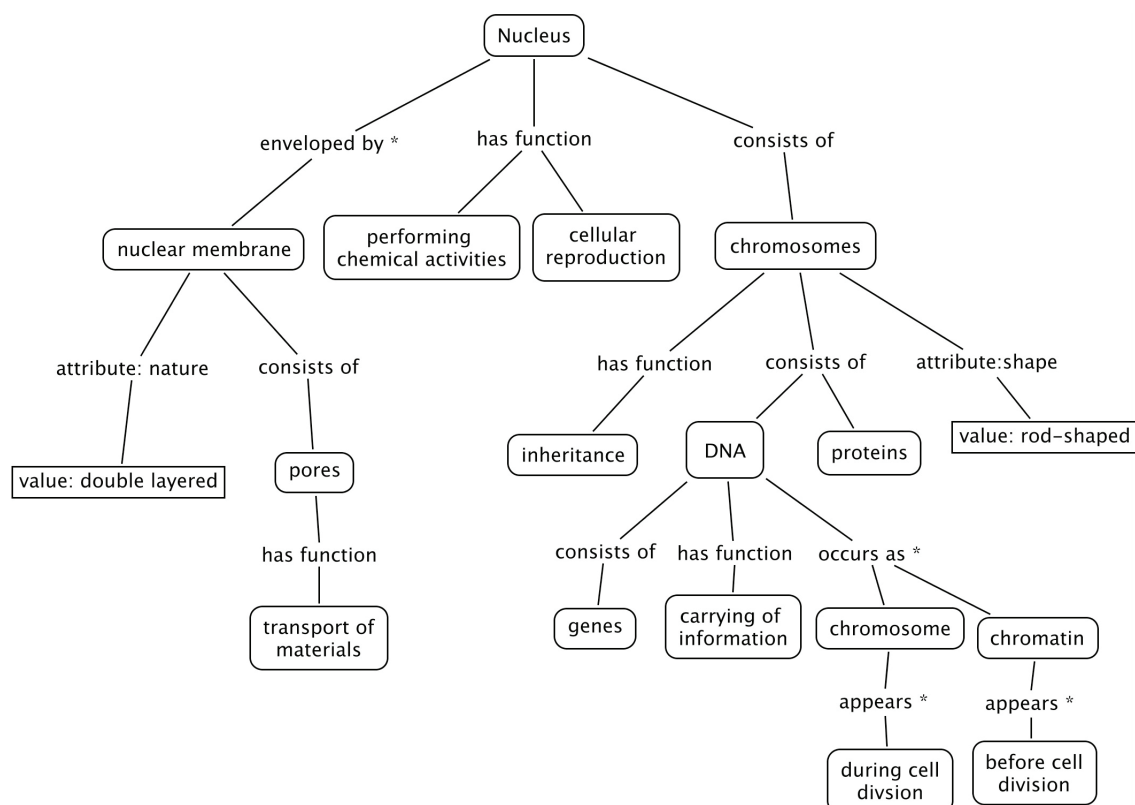 Nucleus
enveloped by *
has function
consists of
nuclear membrane
performing
chemical activities
cellular
reproduction
chromosomes
attribute: nature
consists of
has function
consists of
attribute:shape
value: double layered
pores
inheritance
DNA
proteins
value: rod-shaped
has function
consists of
has function
occurs as *
transport of
materials
genes
carrying of
information
chromosome
chromatin
appears *
appears *
during cell
divsion
before cell
division